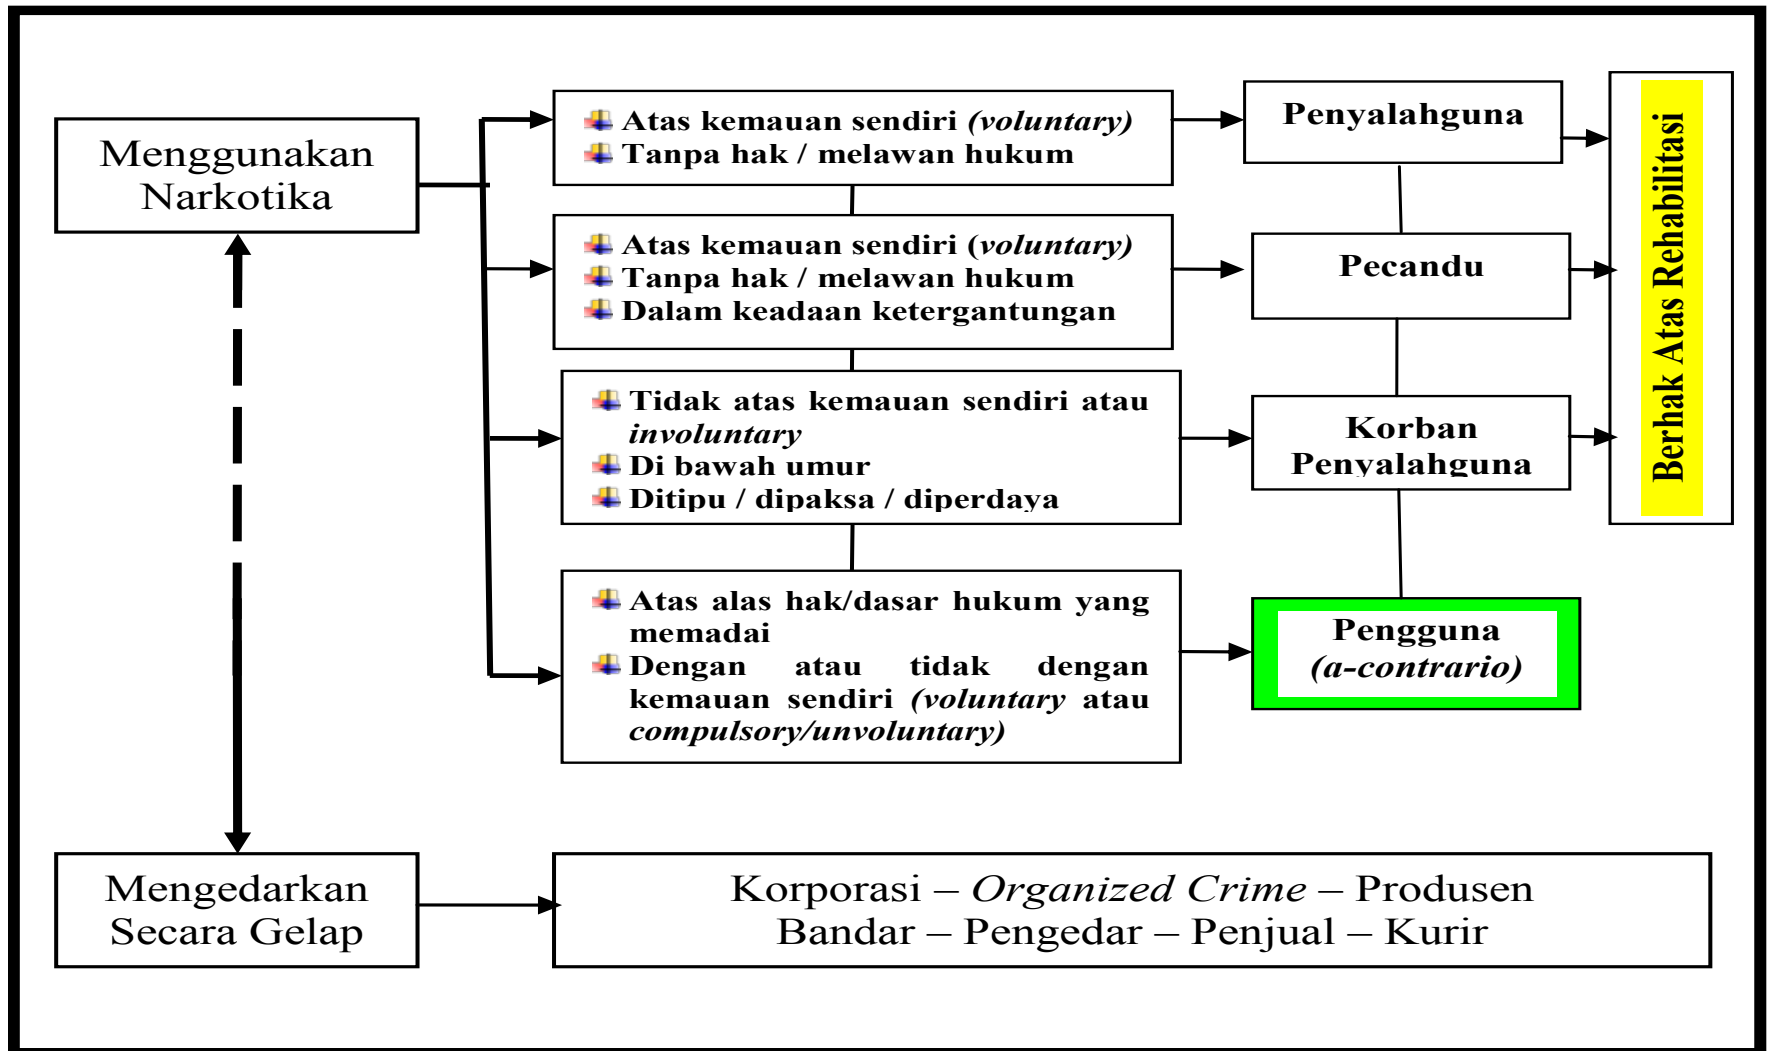 Menggunakan
Narkotika
Atas kemauan sendiri (voluntary)
Tanpa hak / melawan hukum
Penyalahguna
Atas kemauan sendiri (voluntary)
Tanpa hak / melawan hukum
Dalam keadaan ketergantungan
Pecandu
Tidak atas kemauan sendiri atau
involuntary
Di bawah umur
Ditipu / dipaksa / diperdaya
Korban
Penyalahguna
Atas alas hak/dasar hukum yang
memadai
Dengan atau tidak dengan
kemauan sendiri (voluntary atau
compulsory/unvoluntary)
Pengguna
(a-contrario)
Berhak Atas Rehabilitasi
Mengedarkan
Secara Gelap
Korporasi – Organized Crime – Produsen
Bandar – Pengedar – Penjual – Kurir